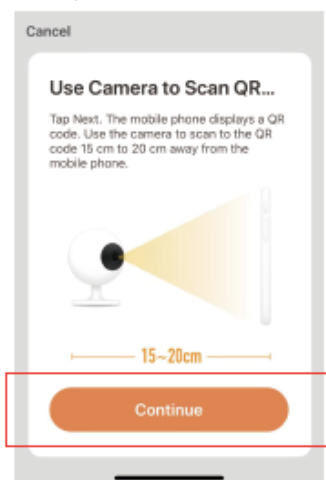 Cancel
Use Camera to Scan QR...
Tap Next. The mobile phone displays a QR
code. Use the camera to scan to the QR
code 15 cm to 20 cm away from the
mobile phone.
15~20cm
Continue